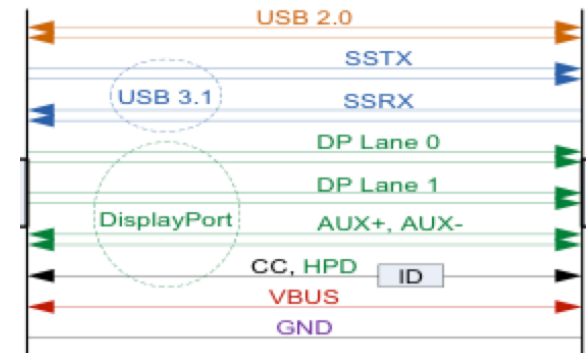 USB 2.0
SSTX
USB 3.1
SSRX
DP Lane 0
DP Lane 1
DisplayPort
AUX+, AUX-
CC, HPD
ID
VBUS
GND